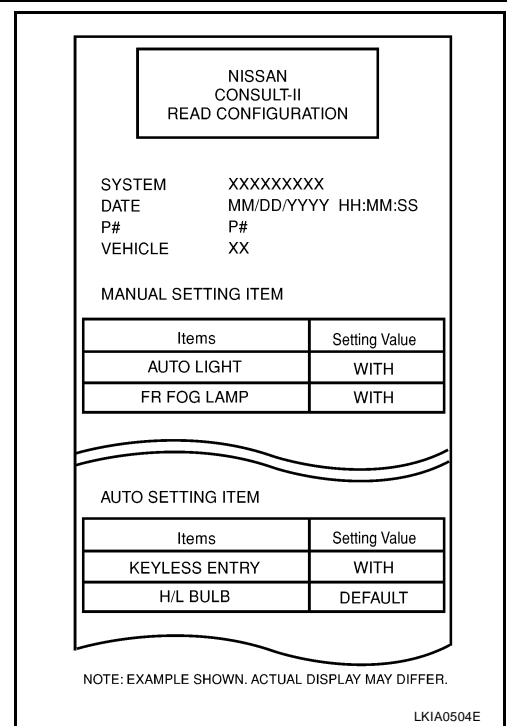 NISSAN
CONSULT-II
READ CONFIGURATION
SYSTEM XXXXXXXXX
DATE MM/DD/YYYY HH:MM:SS
P# P#
VEHICLE XX
MANUAL SETTING ITEM
Items Setting Value
AUTO LIGHT WITH
FR FOG LAMP WITH
AUTO SETTING ITEM
Items Setting Value
KEYLESS ENTRY WITH
H/L BULB DEFAULT
NOTE: EXAMPLE SHOWN. ACTUAL DISPLAY MAY DIFFER.
LKIA0504E